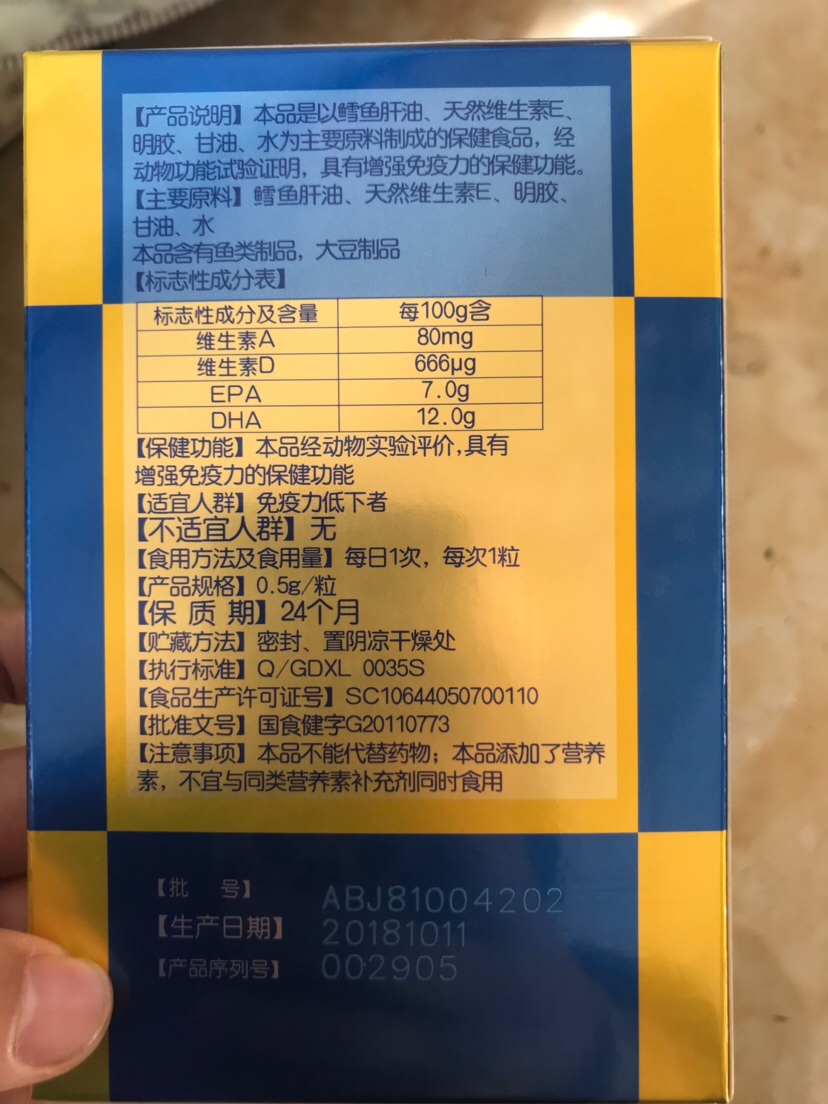 【产品说明】本品是以鳕鱼肝油、天然维生素E、
明胶、甘油、水为主要原料制成的保健食品，经
动物功能试验证明，具有增强免疫力的保健功能。
【主要原料】鳕鱼肝油、天然维生素E、明胶、
甘油、水
本品含有鱼类制品，大豆制品
【标志性成分表】
标志性成分及含量 每100g含
维生素A 80mg
维生素D 666μg
EPA 7.0g
DHA 12.0g
【保健功能】本品经动物实验评价,具有
增强免疫力的保健功能
【适宜人群】免疫力低下者
【不适宜人群】无
【食用方法及食用量】每日1次，每次1粒
【产品规格】0.5g/粒
【保 质 期】24个月
【贮藏方法】密封、置阴凉干燥处
【执行标准】Q/GDXL 0035S
【食品生产许可证号】SC10644050700110
【批准文号】国食健字G20110773
【注意事项】本品不能代替药物；本品添加了营养
素，不宜与同类营养素补充剂同时食用
【批 号】 ABJ81004202
【生产日期】 20181011
【产品序列号】 002905